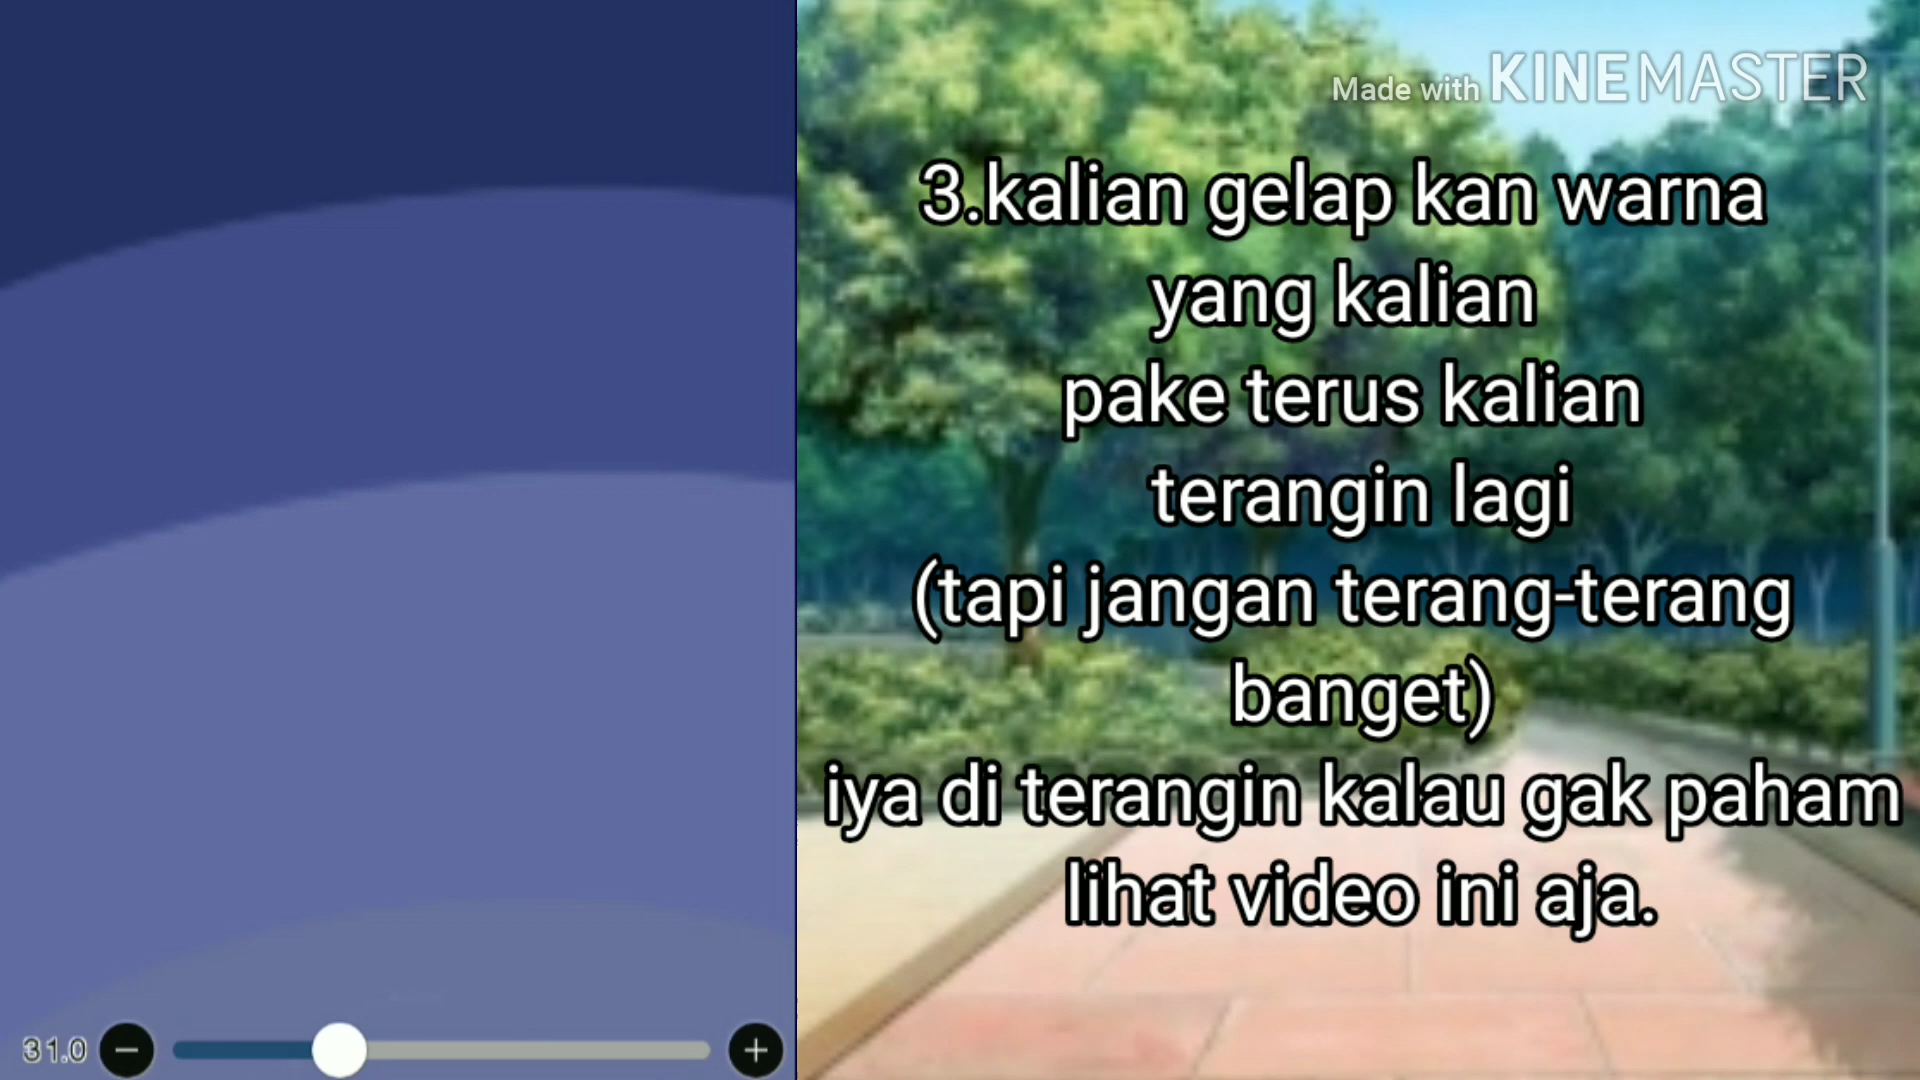 Made with KINEMASTER
3.kalian gelap kan warna
yang kalian
pake terus kalian
terangin lagi
(tapi jangan terang-terang
banget)
iya di terangin kalau gak paham
lihat video ini aja.
31.0